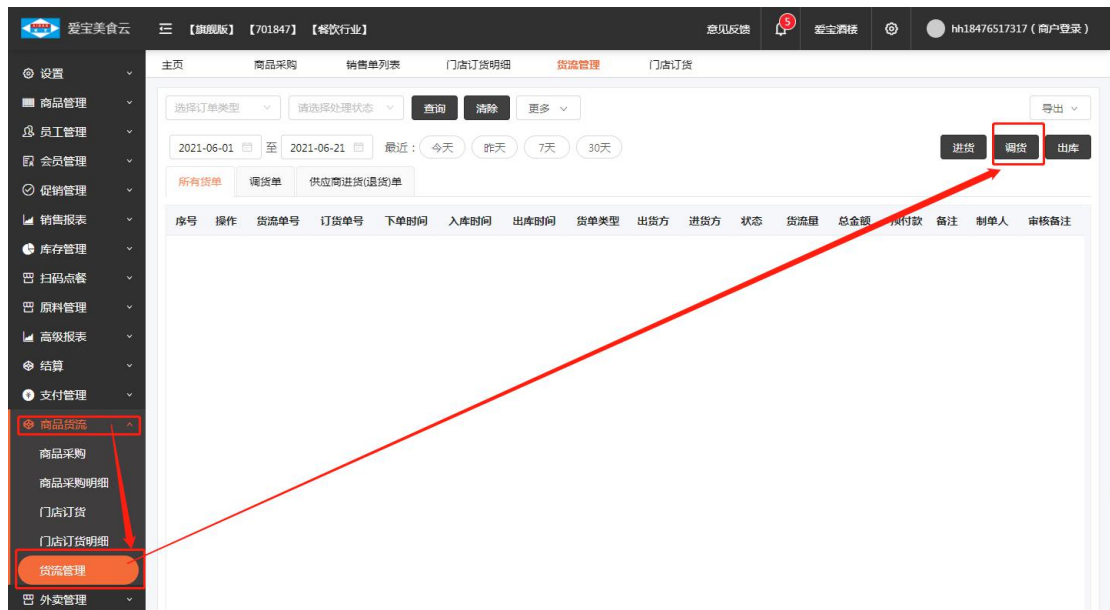 爱宝美食云 【旗舰版】 【701847】 【餐饮行业】 意见反馈 5 爱宝酒楼 hh18476517317 ( 商户登录 )
主页 商品采购 销售单列表 门店订货明细 货流管理 门店订货
设置
商品管理
员工管理
会员管理
促销管理
销售报表
库存管理
扫码点餐
原料管理
高级报表
结算
支付管理
商品货流
商品采购
商品采购明细
门店订货
门店订货明细
货流管理
外卖管理
选择订单类型 请选择处理状态 查询 清除 更多 导出
2021-06-01 至 2021-06-21 最近： 今天 昨天 7天 30天 进货 调货 出库
所有货单 调货单 供应商进货(退货)单
序号 操作 货流单号 订货单号 下单时间 入库时间 出库时间 货单类型 出货方 进货方 状态 货流量 总金额 预付款 备注 制单人 审核备注